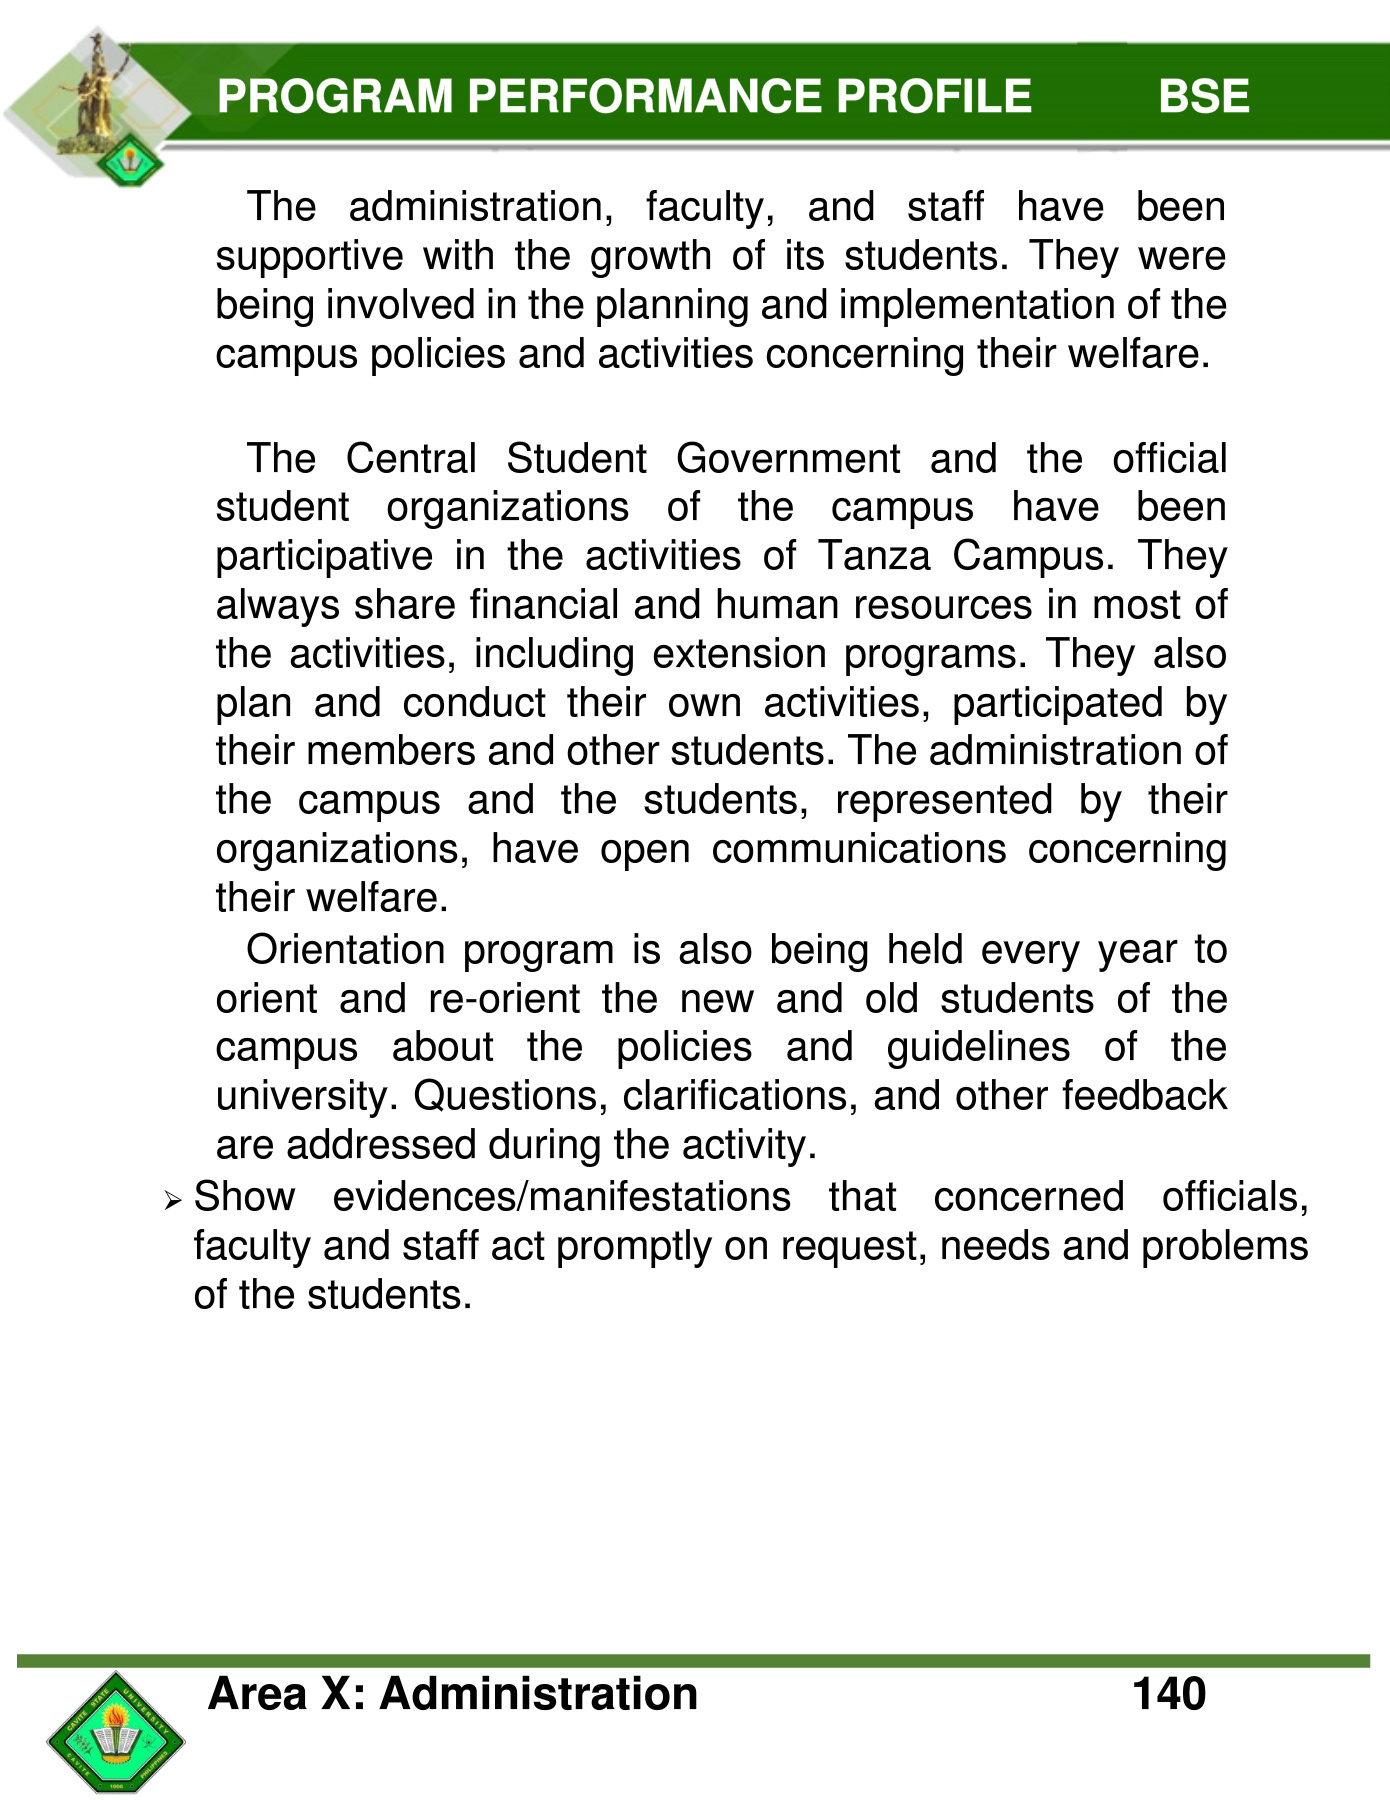 PROGRAM PERFORMANCE PROFILE BSE
The administration, faculty, and staff have been
supportive with the growth of its students. They were
being involved in the planning and implementation of the
campus policies and activities concerning their welfare.
The Central Student Government and the official
student organizations of the campus have been
participative in the activities of Tanza Campus. They
always share financial and human resources in most of
the activities, including extension programs. They also
plan and conduct their own activities, participated by
their members and other students. The administration of
the campus and the students, represented by their
organizations, have open communications concerning
their welfare.
Orientation program is also being held every year to
orient and re-orient the new and old students of the
campus about the policies and guidelines of the
university. Questions, clarifications, and other feedback
are addressed during the activity.
➢ Show evidences/manifestations that concerned officials,
faculty and staff act promptly on request, needs and problems
of the students.
Area X: Administration 140
CAVITE STATE UNIVERSITY
CAVITE PHILIPPINES